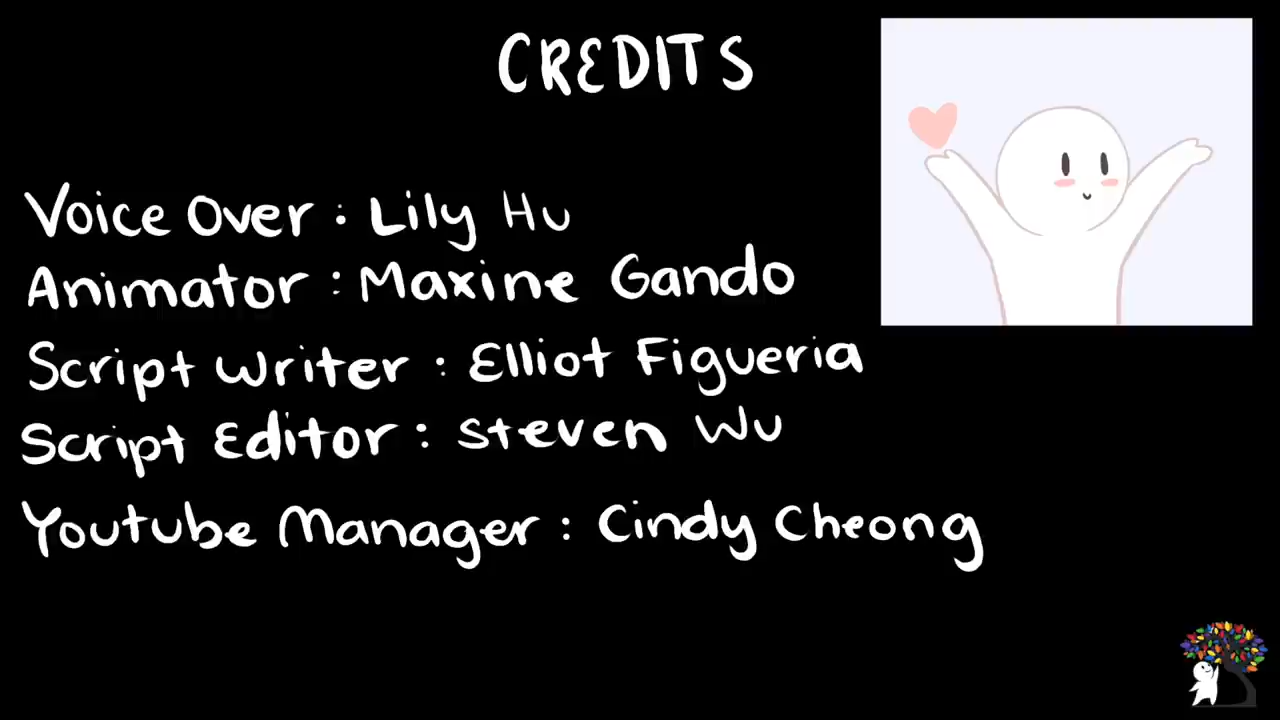 CREDITS
Voice Over : Lily Hu
Animator : Maxine Gando
Script Writer : Elliot Figueria
Script Editor : Steven Wu
Youtube Manager : Cindy Cheong